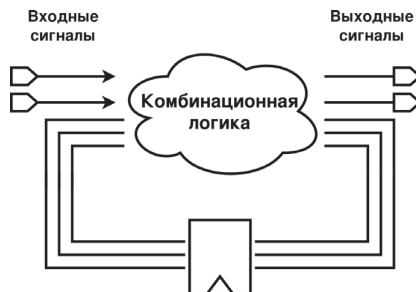 Входные
сигналы
Выходные
сигналы
Комбинационная
логика